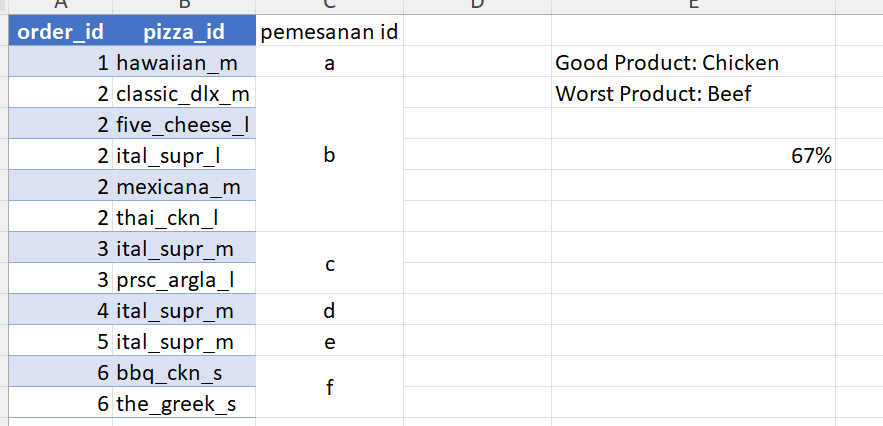 A B C D E
order_id pizza_id pemesanan id
1 hawaiian_m a Good Product: Chicken
2 classic_dlx_m Worst Product: Beef
2 five_cheese_l
2 ital_supr_l b 67%
2 mexicana_m
2 thai_ckn_l
3 ital_supr_m
c
3 prsc_argla_l
4 ital_supr_m d
5 ital_supr_m e
6 bbq_ckn_s
f
6 the_greek_s